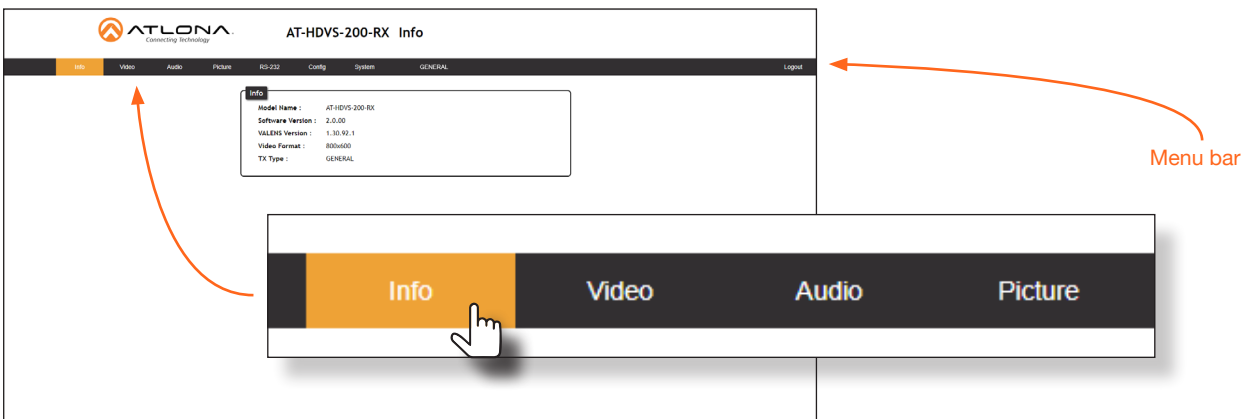 ATLONA
Connecting Technology
AT-HDVS-200-RX Info
Info Video Audio Picture RS-232 Config System GENERAL Logout
Info
Model Name : AT-HDVS-200-RX
Software Version : 2.0.00
VALENS Version : 1.30.92.1
Video Format : 800x600
TX Type : GENERAL
Menu bar
Info Video Audio Picture